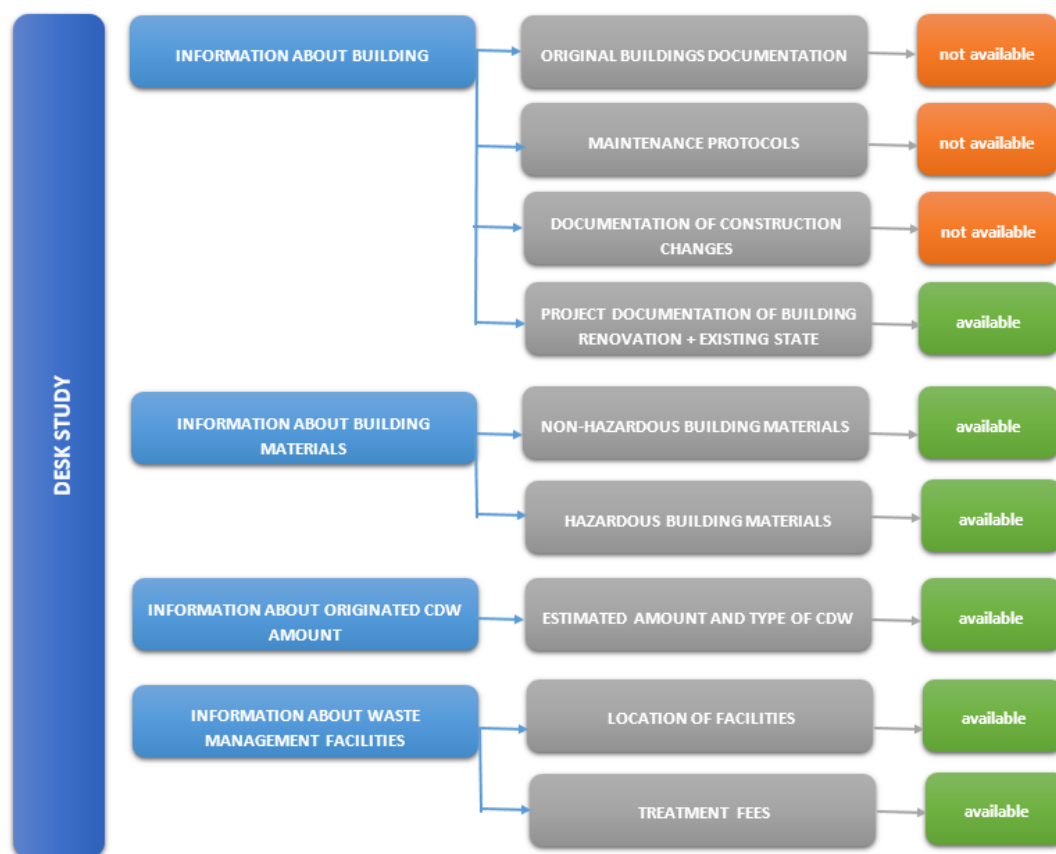 DESK STUDY
INFORMATION ABOUT BUILDING
ORIGINAL BUILDINGS DOCUMENTATION
not available
MAINTENANCE PROTOCOLS
not available
DOCUMENTATION OF CONSTRUCTION
CHANGES
not available
PROJECT DOCUMENTATION OF BUILDING
RENOVATION + EXISTING STATE
available
INFORMATION ABOUT BUILDING
MATERIALS
NON-HAZARDOUS BUILDING MATERIALS
available
HAZARDOUS BUILDING MATERIALS
available
INFORMATION ABOUT ORIGINATED CDW
AMOUNT
ESTIMATED AMOUNT AND TYPE OF CDW
available
INFORMATION ABOUT WASTE
MANAGEMENT FACILITIES
LOCATION OF FACILITIES
available
TREATMENT FEES
available